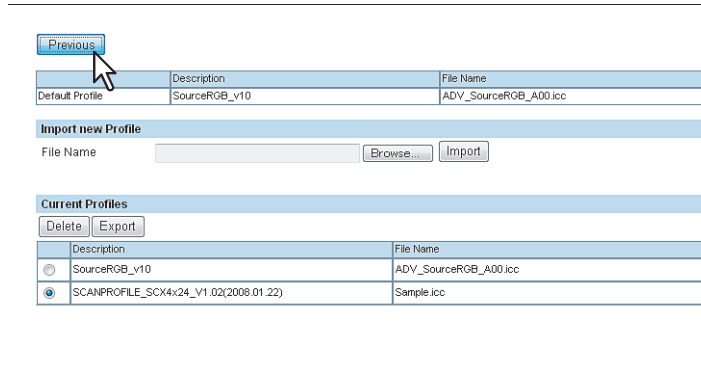 Previous
Description File Name
Default Profile SourceRGB_v10 ADV_SourceRGB_A00.icc
Import new Profile
File Name Browse... Import
Current Profiles
Delete Export
Description File Name
SourceRGB_v10 ADV_SourceRGB_A00.icc
SCANPROFILE_SCX4x24_V1.02(2008.01.22) Sample.icc